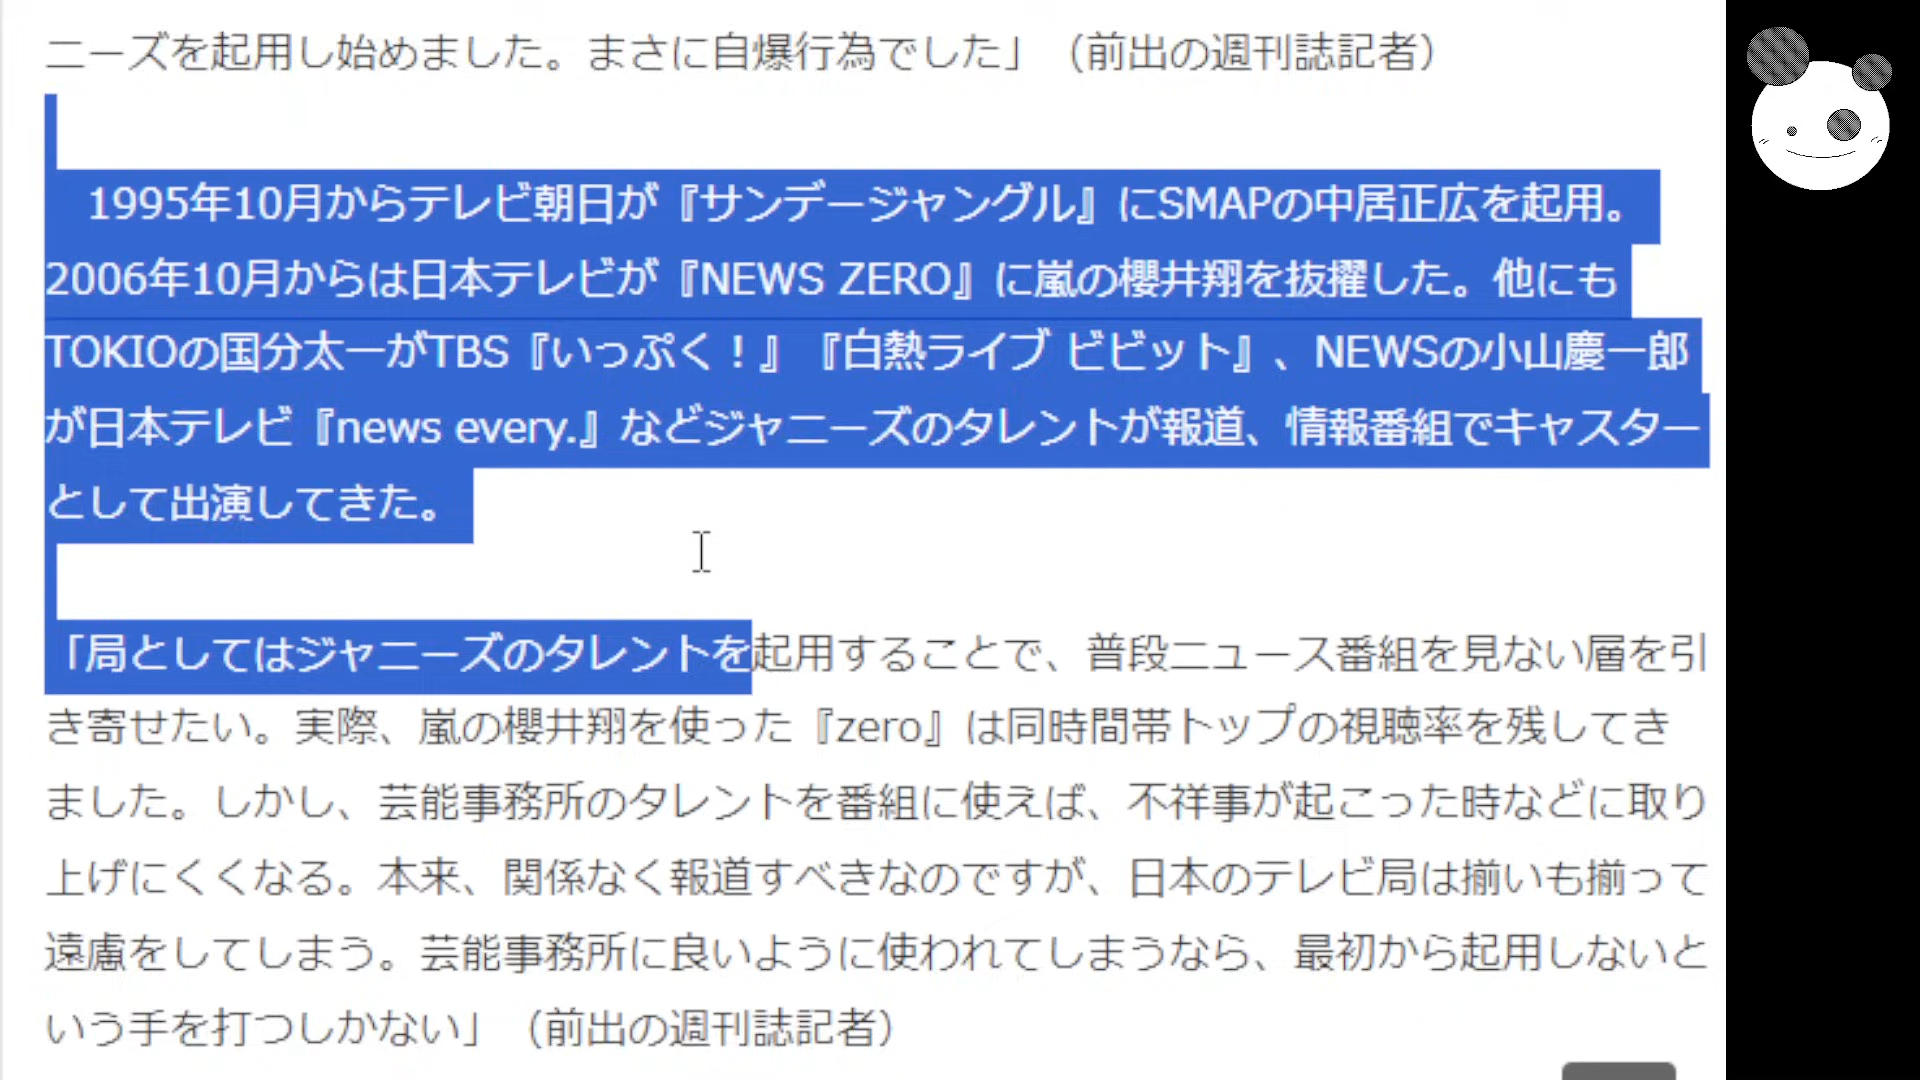 ニーズを起用し始めました。まさに自爆行為でした」（前出の週刊誌記者）
1995年10月からテレビ朝日が『サンデージャングル』にSMAPの中居正広を起用。
2006年10月からは日本テレビが『NEWS ZERO』に嵐の櫻井翔を抜擢した。他にも
TOKIOの国分太一がTBS『いっぷく！』『白熱ライブ ビビット』、NEWSの小山慶一郎
が日本テレビ『news every.』などジャニーズのタレントが報道、情報番組でキャスター
として出演してきた。
「局としてはジャニーズのタレントを起用することで、普段ニュース番組を見ない層を引
き寄せたい。実際、嵐の櫻井翔を使った『zero』は同時間帯トップの視聴率を残してき
ました。しかし、芸能事務所のタレントを番組に使えば、不祥事が起こった時などに取り
上げにくくなる。本来、関係なく報道すべきなのですが、日本のテレビ局は揃いも揃って
遠慮をしてしまう。芸能事務所に良いように使われてしまうなら、最初から起用しないと
いう手を打つしかない」（前出の週刊誌記者）